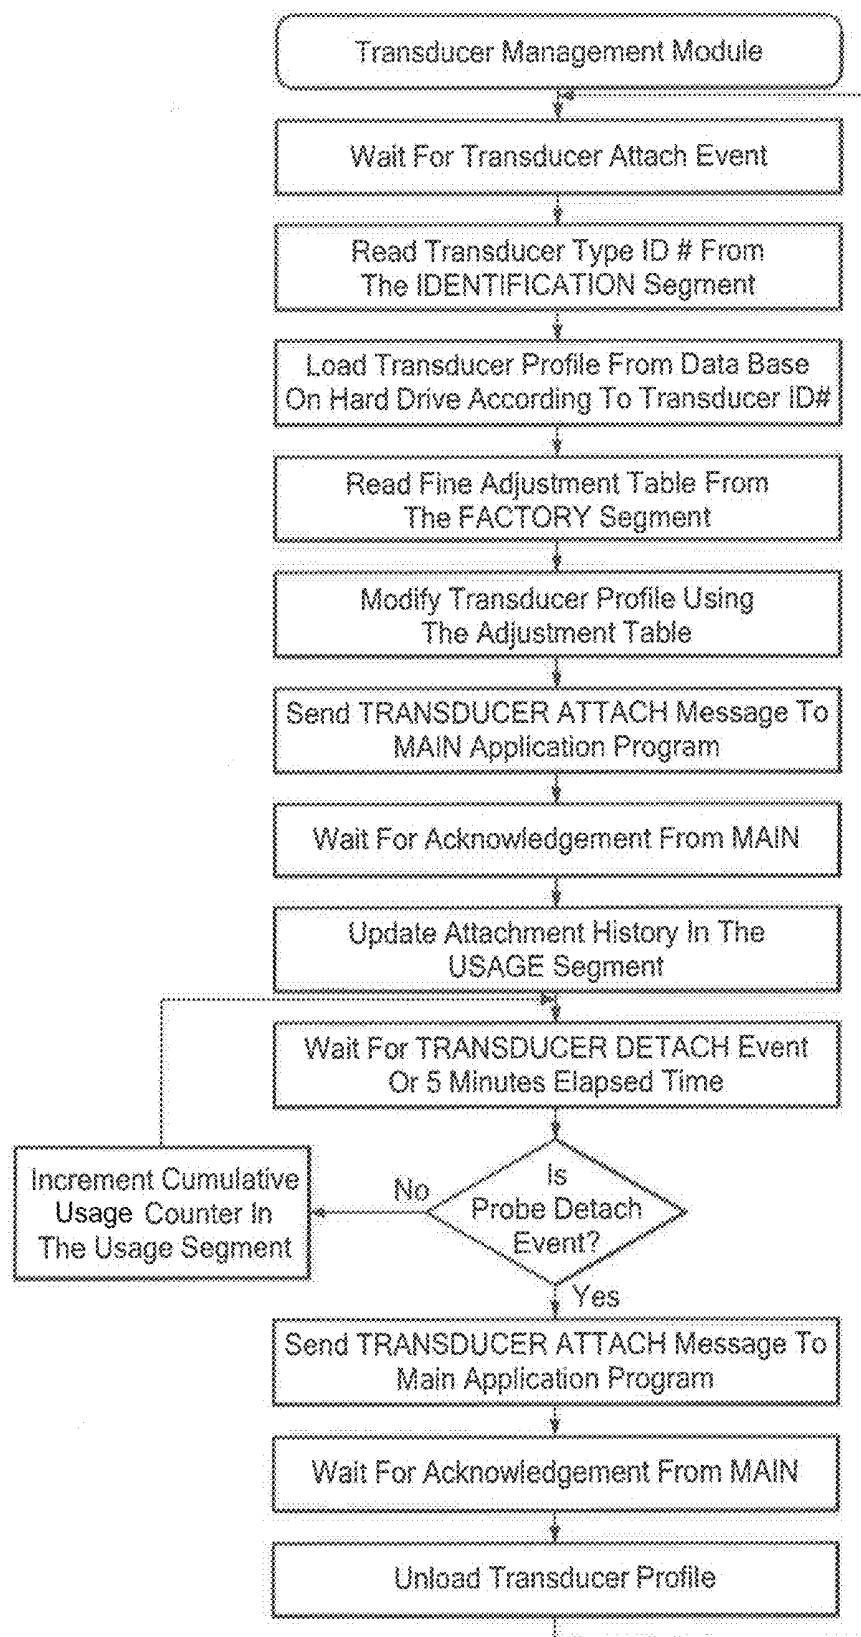 Transducer Management Module
Wait For Transducer Attach Event
Read Transducer Type ID # From
The IDENTIFICATION Segment
Load Transducer Profile From Data Base
On Hard Drive According To Transducer ID#
Read Fine Adjustment Table From
The FACTORY Segment
Modify Transducer Profile Using
The Adjustment Table
Send TRANSDUCER ATTACH Message To
MAIN Application Program
Wait For Acknowledgement From MAIN
Update Attachment History In The
USAGE Segment
Wait For TRANSDUCER DETACH Event
Or 5 Minutes Elapsed Time
Is
Probe Detach
Event?
No
Increment Cumulative
Usage Counter In
The Usage Segment
Yes
Send TRANSDUCER ATTACH Message To
Main Application Program
Wait For Acknowledgement From MAIN
Unload Transducer Profile